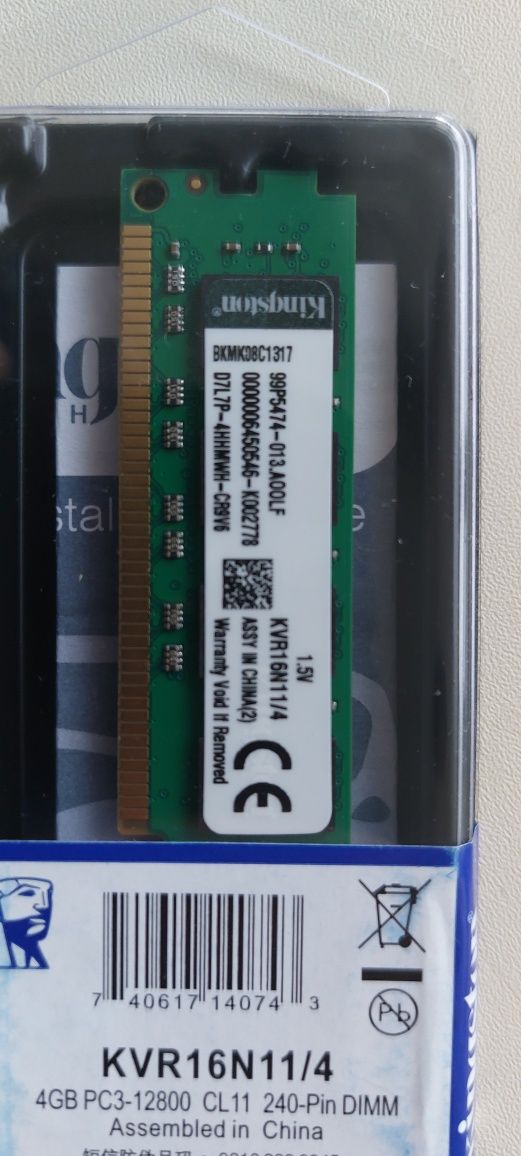 Kingston
BKMK08C1317
99P5474-013.A00LF
0000006450546-K002778
D7L7P-4HHMWH-CR9V6
1.5V
KVR16N11/4
ASSY IN CHINA(2)
Warranty Void If Removed
CE
7 40617 14074 3
Pb
KVR16N11/4
4GB PC3-12800 CL11 240-Pin DIMM
Assembled in China